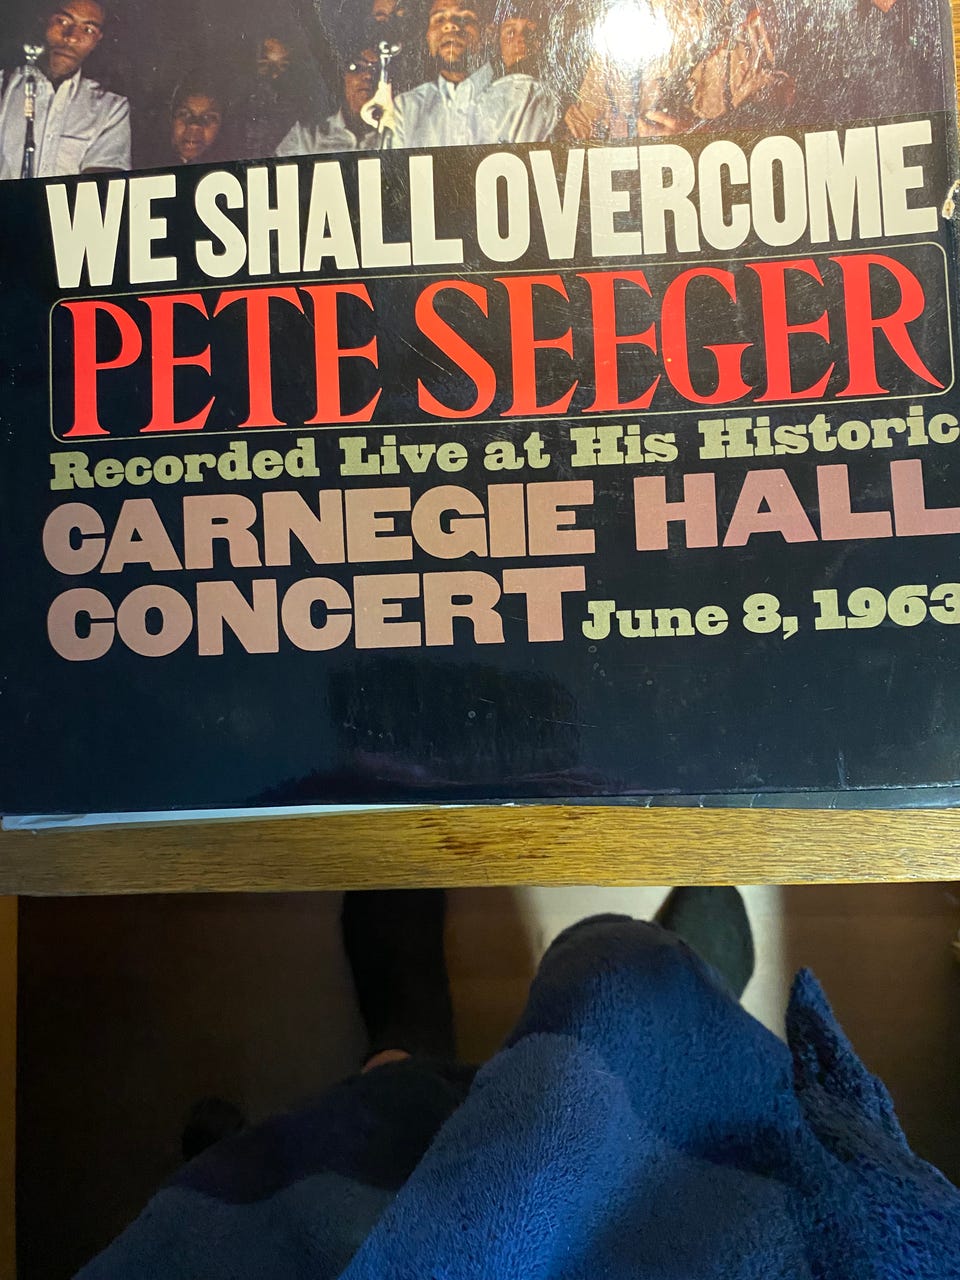 WE SHALL OVERCOME
PETE SEEGER
Recorded Live at His Historic
CARNEGIE HALL
CONCERT June 8, 1963